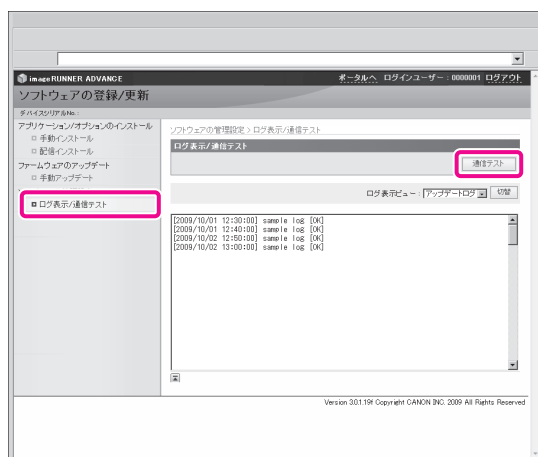 imageRUNNER ADVANCE
ポータルへ ログインユーザー : 0000001 ログアウト
ソフトウェアの登録/更新
デバイスシリアルNo.:
アプリケーション/オプションのインストール
手動インストール
配信インストール
ファームウェアのアップデート
手動アップデート
ログ表示/通信テスト
ソフトウェアの管理設定 > ログ表示/通信テスト
ログ表示/通信テスト
通信テスト
ログ表示ビュー : アップデートログ 切替
[2009/10/01 12:30:00] sample log [OK]
[2009/10/01 12:40:00] sample log [OK]
[2009/10/02 12:50:00] sample log [OK]
[2009/10/02 13:00:00] sample log [OK]
Version 3.0.1.19f Copyright CANON INC. 2009 All Rights Reserved